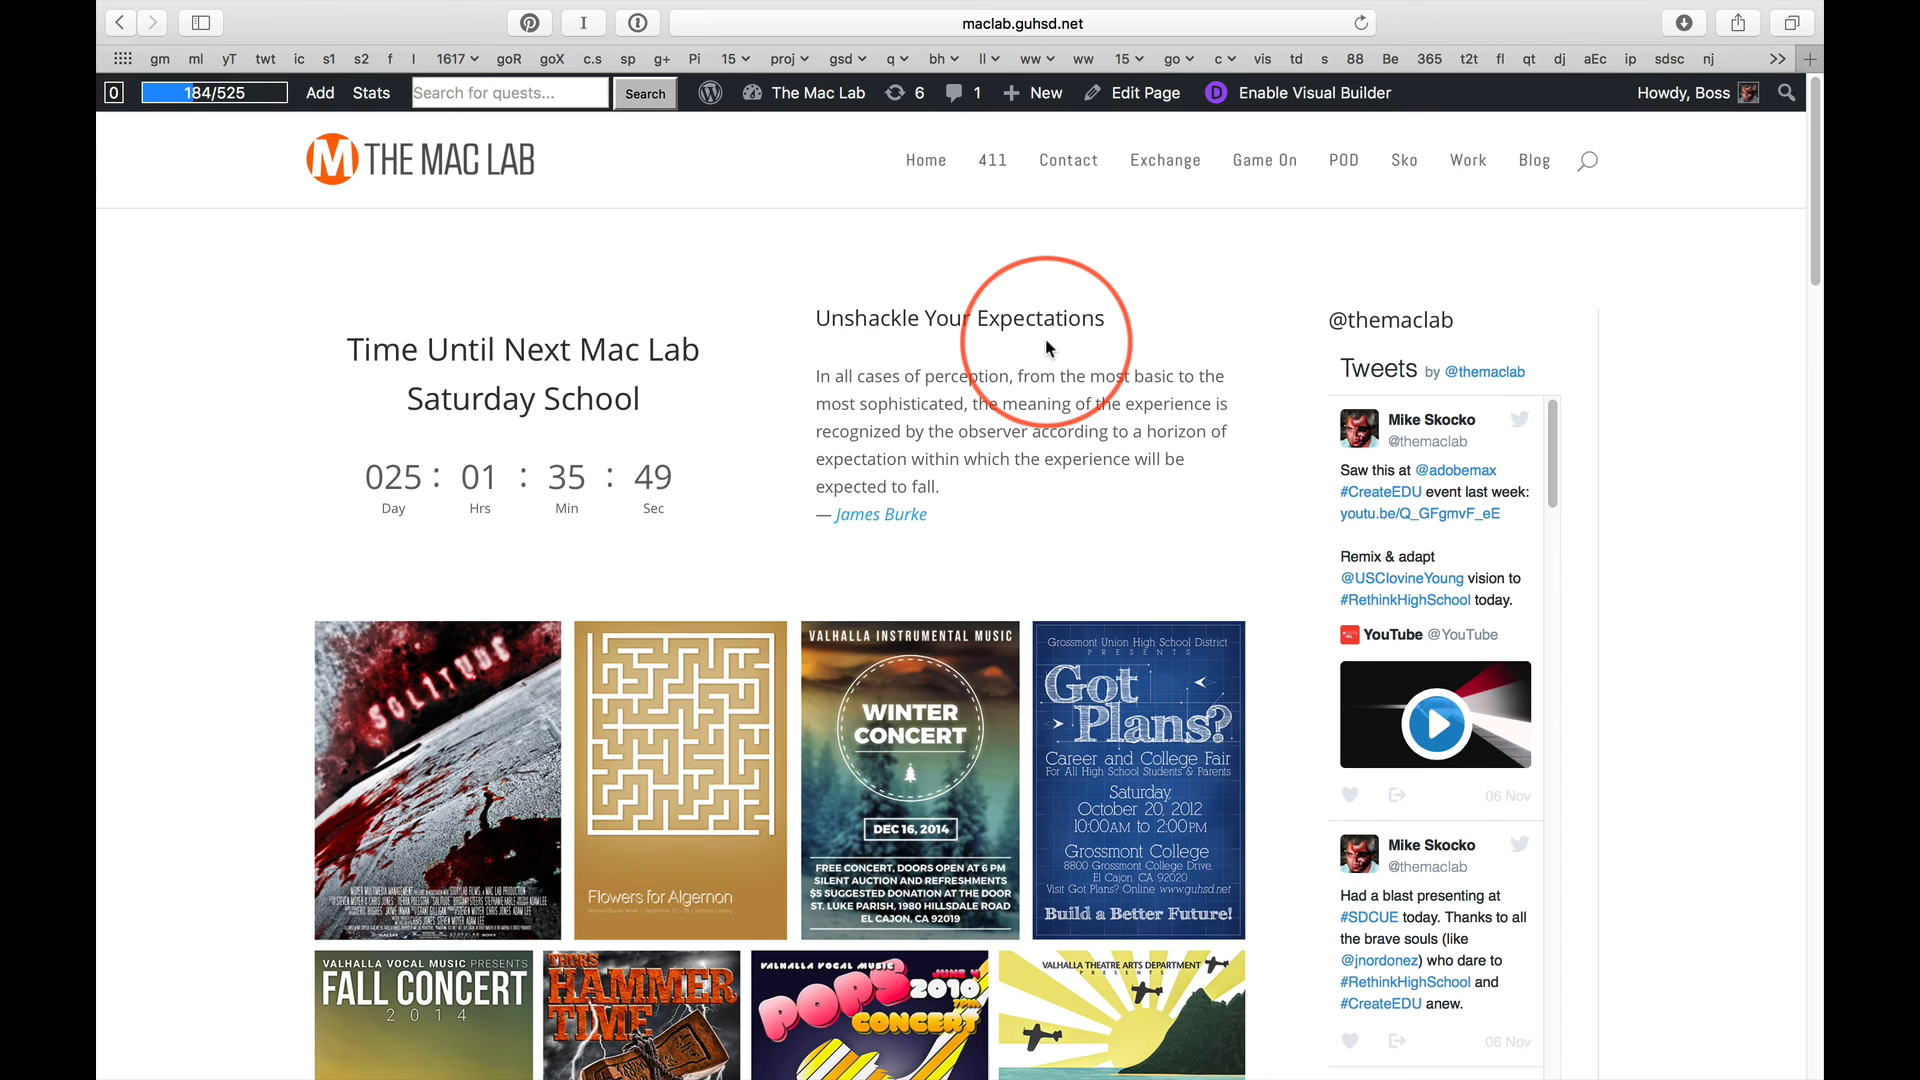 maclab.guhsd.net
gm ml yT twt ic s1 s2 f l 1617 goR goX c.s sp g+ Pi 15 proj gsd q bh ll ww ww 15 go c vis td s 88 Be 365 t2t fl qt dj aEc ip sdsc nj
0 184/525 Add Stats Search for quests... Search The Mac Lab 6 1 New Edit Page Enable Visual Builder Howdy, Boss
M THE MAC LAB
Home 411 Contact Exchange Game On POD Sko Work Blog
Time Until Next Mac Lab
Saturday School
025 : 01 : 35 : 49
Day Hrs Min Sec
Unshackle Your Expectations
In all cases of perception, from the most basic to the
most sophisticated, the meaning of the experience is
recognized by the observer according to a horizon of
expectation within which the experience will be
expected to fall.
— James Burke
@themaclab
Tweets by @themaclab
Mike Skocko
@themaclab
Saw this at @adobemax
#CreateEDU event last week:
youtu.be/Q_GFgmvF_eE
Remix & adapt
@USCIovineYoung vision to
#RethinkHighSchool today.
YouTube @YouTube
06 Nov
Mike Skocko
@themaclab
Had a blast presenting at
#SDCUE today. Thanks to all
the brave souls (like
@jnordonez) who dare to
#RethinkHighSchool and
#CreateEDU anew.
06 Nov
SOLITUDE
Flowers for Algernon
VALHALLA INSTRUMENTAL MUSIC
WINTER
CONCERT
DEC 16, 2014
FREE CONCERT, DOORS OPEN AT 6 PM
SILENT AUCTION AND REFRESHMENTS
$5 SUGGESTED DONATION AT THE DOOR
ST. LUKE PARISH, 1980 HILLSDALE ROAD
EL CAJON, CA 92019
Grossmont Union High School District
PRESENTS
Got
Plans?
Career and College Fair
For All High School Students & Parents
Saturday,
October 20, 2012
10:00AM to 2:00PM
Grossmont College
8800 Grossmont College Drive,
El Cajon, CA 92020
Visit Got Plans? Online www.guhsd.net
Build a Better Future!
VALHALLA VOCAL MUSIC PRESENTS
FALL CONCERT
2014
THOR'S
HAMMER
TIME
VALHALLA VOCAL MUSIC
POPS
JUNE 4
2010
7PM
CONCERT
VALHALLA THEATRE ARTS DEPARTMENT
PRESENTS